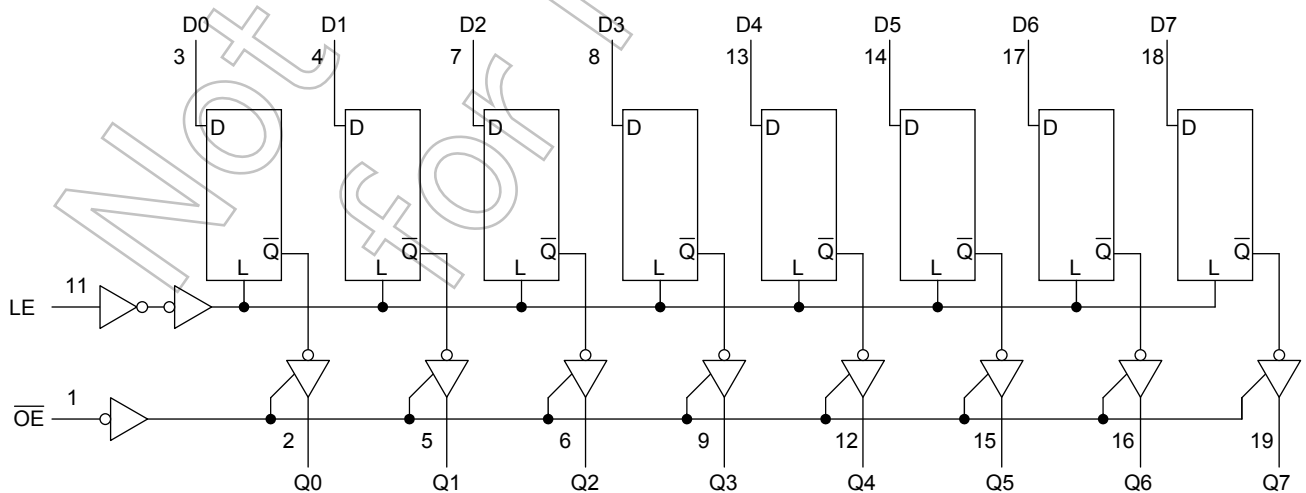 D0 D1 D2 D3 D4 D5 D6 D7
3 4 7 8 13 14 17 18
D D D D D D D D
Q̅ Q̅ Q̅ Q̅ Q̅ Q̅ Q̅ Q̅
L L L L L L L L
11
LE
1
O̅E̅
2 5 6 9 12 15 16 19
Q0 Q1 Q2 Q3 Q4 Q5 Q6 Q7
Not
for